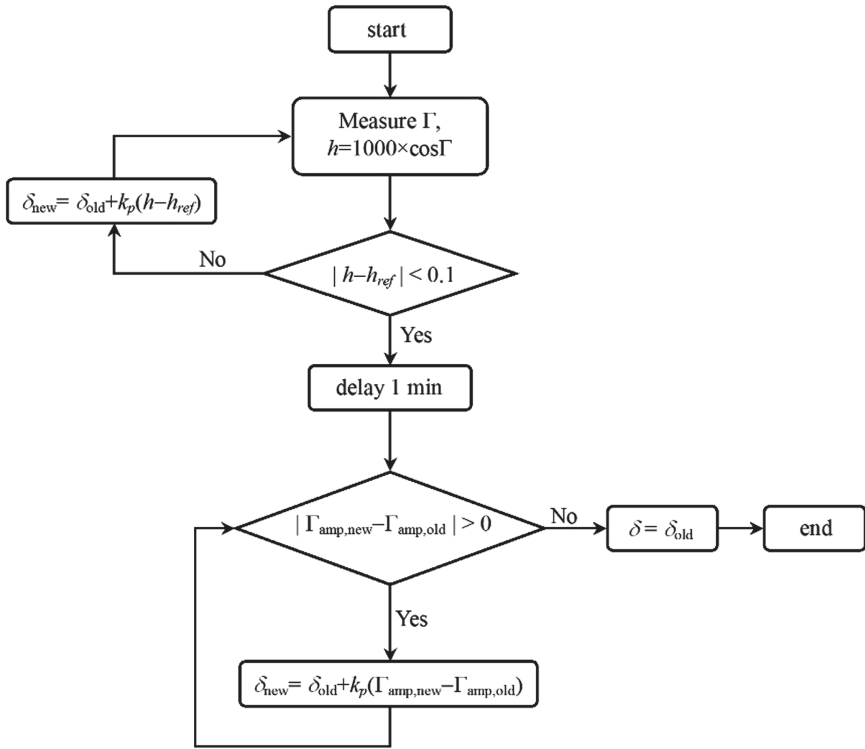 start
Measure Γ,
h=1000×cosΓ
δnew= δold+kp(h−href)
No
| h−href | < 0.1
Yes
delay 1 min
| Γamp,new−Γamp,old | > 0
No
δ = δold
end
Yes
δnew= δold+kp(Γamp,new−Γamp,old)